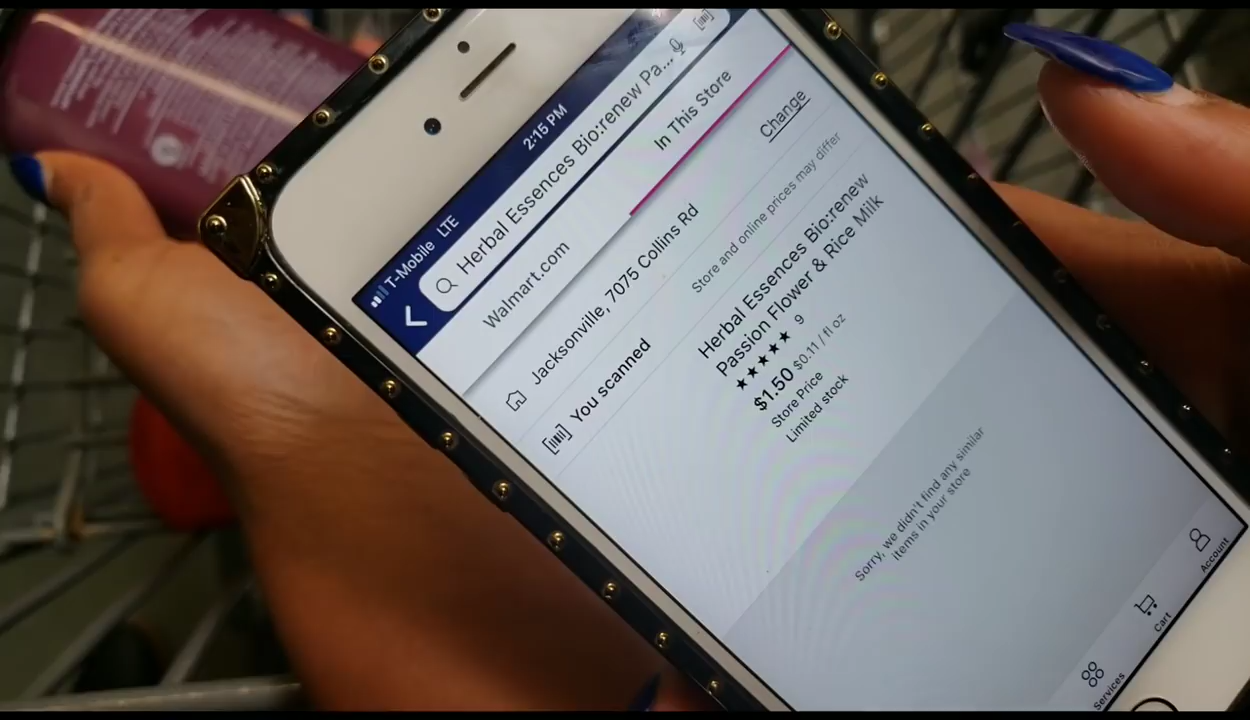 T-Mobile LTE
2:15 PM
Herbal Essences Bio:renew Pa...
Walmart.com
In This Store
Jacksonville, 7075 Collins Rd
Change
You scanned
Store and online prices may differ
Herbal Essences Bio:renew
Passion Flower & Rice Milk
★★★★★ 9
$1.50 $0.11 / fl oz
Store Price
Limited stock
Sorry, we didn't find any similar
items in your store
Services
Cart
Account